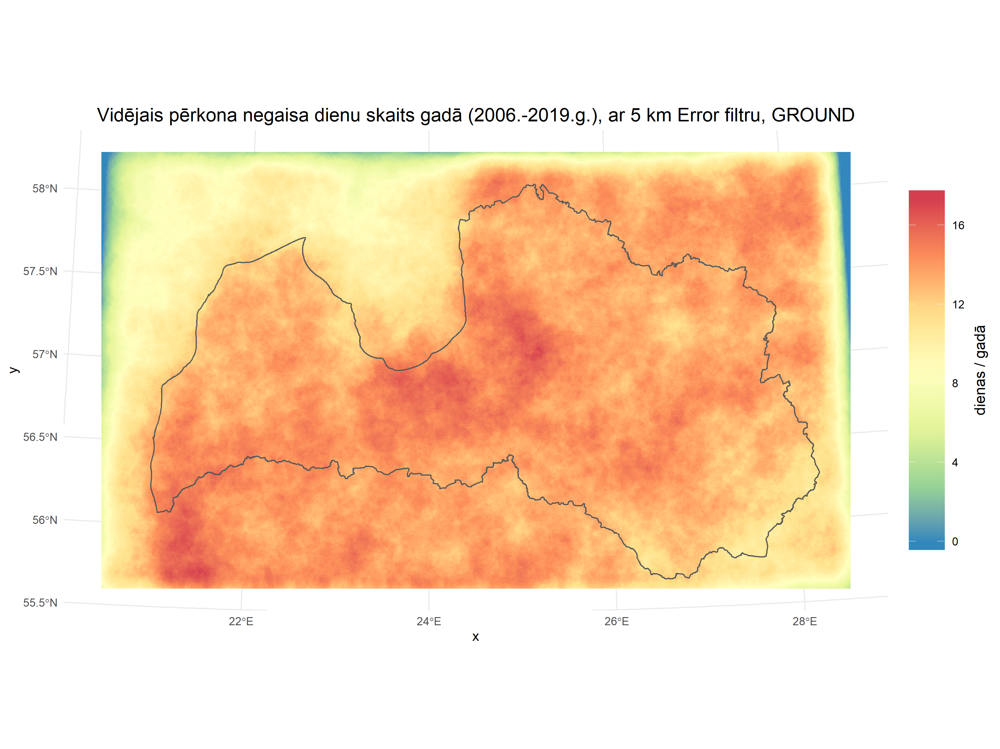 Vidējais pērkona negaisa dienu skaits gadā (2006.-2019.g.), ar 5 km Error filtru, GROUND
58°N
57.5°N
57°N
56.5°N
56°N
55.5°N
y
22°E
24°E
26°E
28°E
x
16
12
8
4
0
dienas / gadā